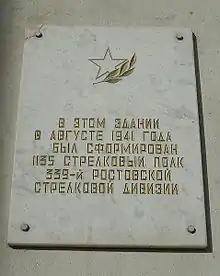 В ЭТОМ ЗДАНИИ
В АВГУСТЕ 1941 ГОДА
БЫЛ СФОРМИРОВАН
1135 СТРЕЛКОВЫЙ ПОЛК
339-й РОСТОВСКОЙ
СТРЕЛКОВОЙ ДИВИЗИИ